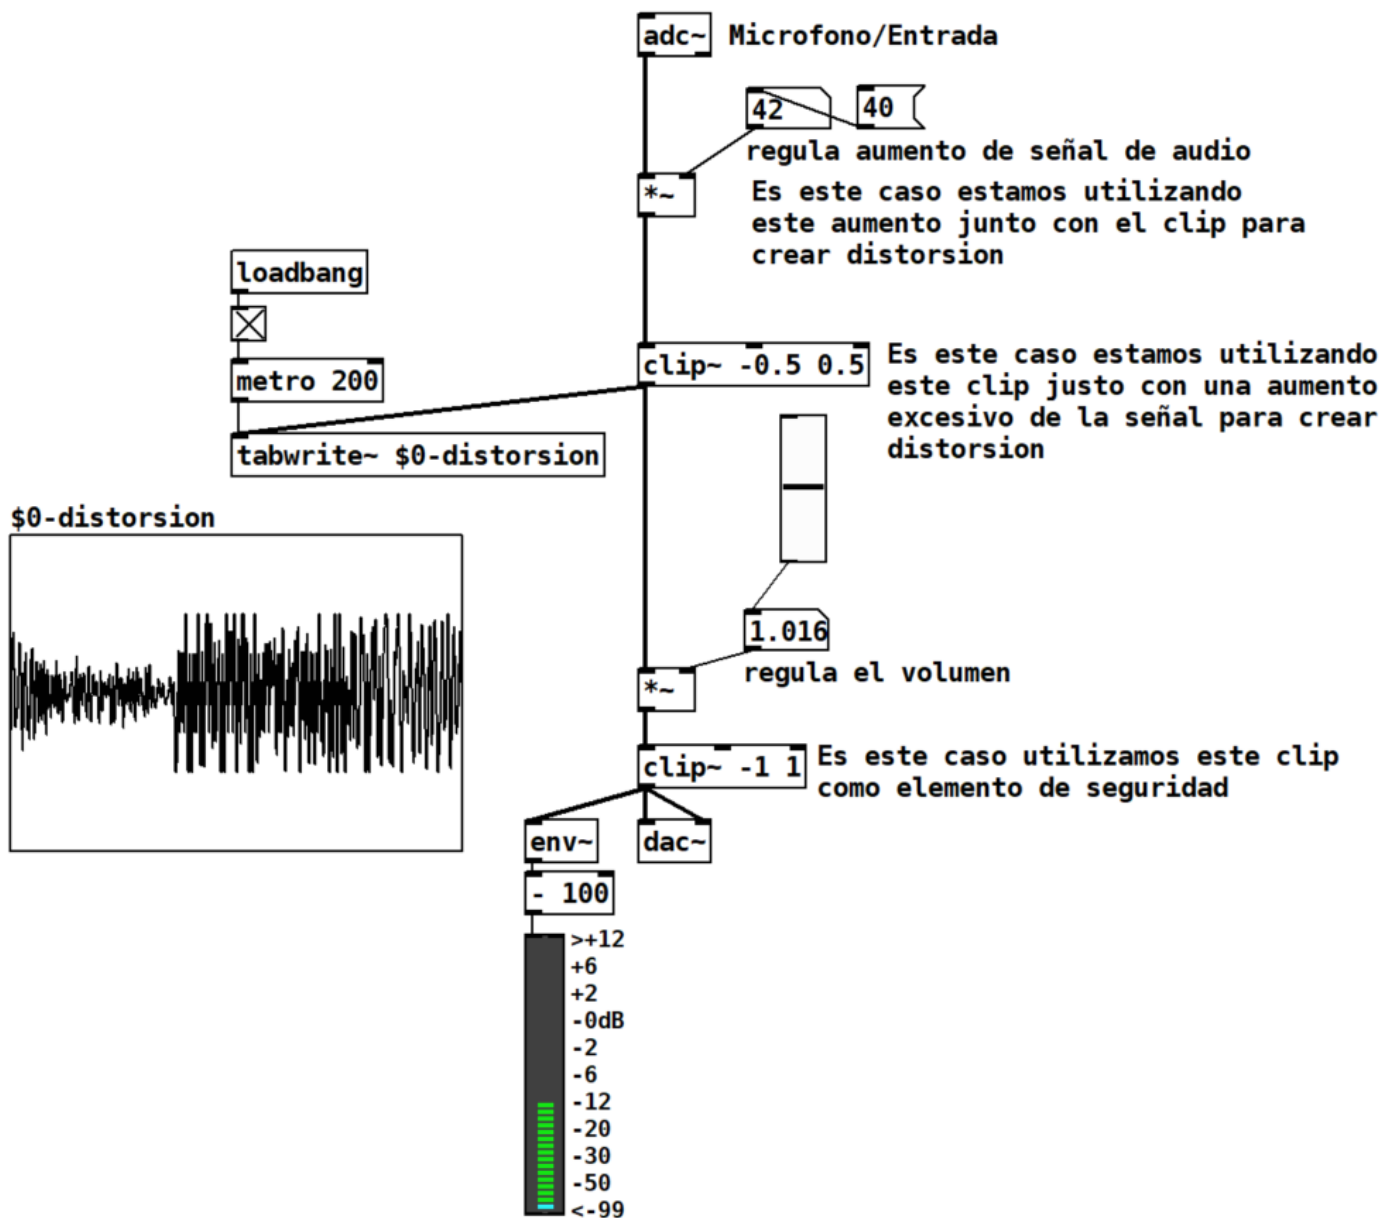 adc~ Microfono/Entrada
42 40
regula aumento de señal de audio
*~
Es este caso estamos utilizando
este aumento junto con el clip para
crear distorsion
loadbang
metro 200
tabwrite~ $0-distorsion
clip~ -0.5 0.5
Es este caso estamos utilizando
este clip justo con una aumento
excesivo de la señal para crear
distorsion
$0-distorsion
1.016
regula el volumen
*~
clip~ -1 1
Es este caso utilizamos este clip
como elemento de seguridad
env~ dac~
- 100
>+12
+6
+2
-0dB
-2
-6
-12
-20
-30
-50
<-99